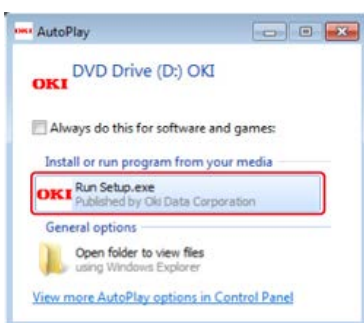 OKI AutoPlay
DVD Drive (D:) OKI
OKI
Always do this for software and games:
Install or run program from your media
OKI Run Setup.exe
Published by Oki Data Corporation
General options
Open folder to view files
using Windows Explorer
View more AutoPlay options in Control Panel